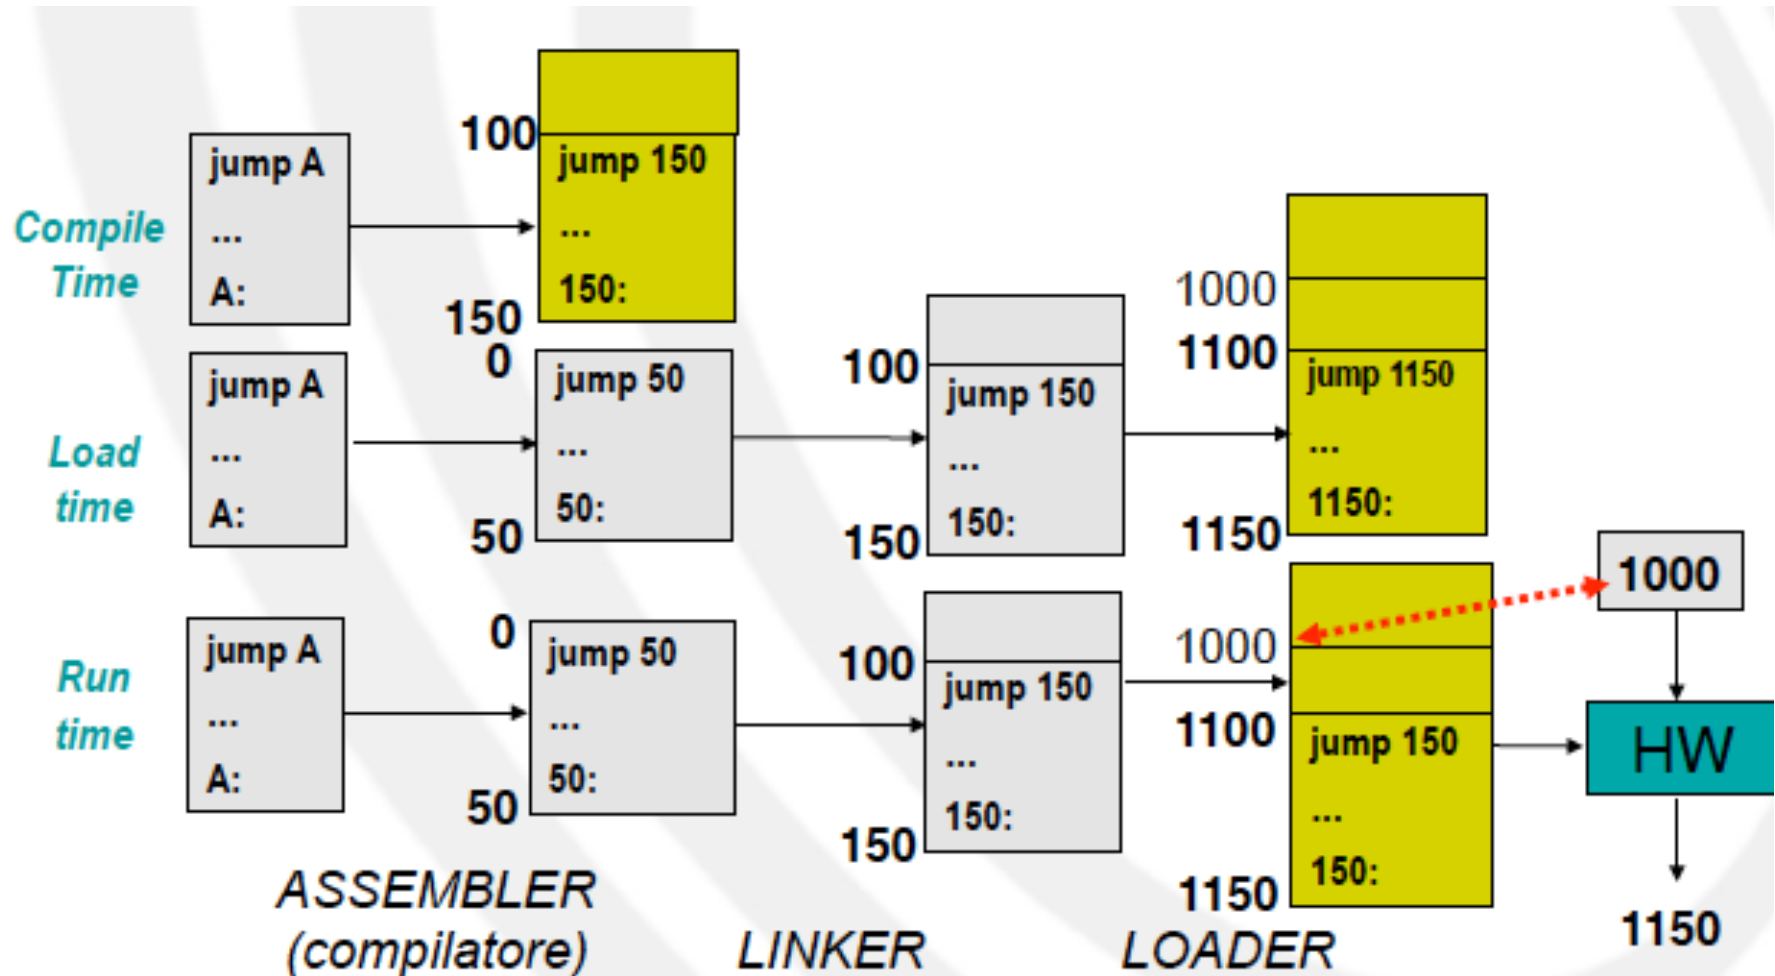 Compile
Time
jump A
...
A:
100
150
jump 150
...
150:
Load
time
jump A
...
A:
0
50
jump 50
...
50:
100
150
jump 150
...
150:
1000
1100
1150
jump 1150
...
1150:
Run
time
jump A
...
A:
0
50
jump 50
...
50:
100
150
jump 150
...
150:
1000
1100
1150
jump 150
...
150:
1000
HW
1150
ASSEMBLER
(compilatore)
LINKER
LOADER